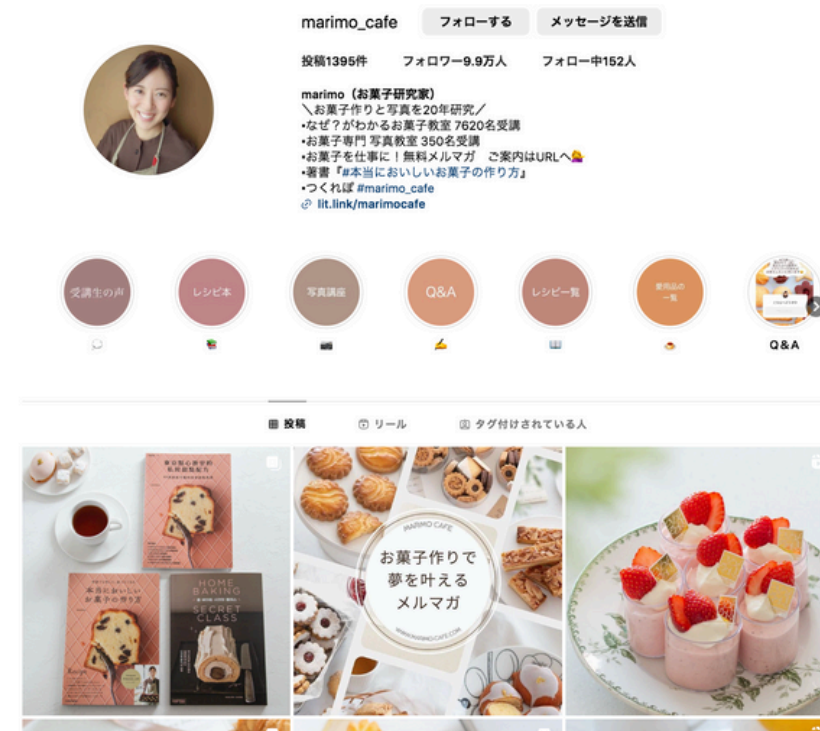 marimo_cafe
フォローする
メッセージを送信
投稿1395件
フォロワー9.9万人
フォロー中152人
marimo（お菓子研究家）
＼お菓子作りと写真を20年研究／
•なぜ？がわかるお菓子教室 7620名受講
•お菓子専門 写真教室 350名受講
•お菓子を仕事に！無料メルマガ　ご案内はURLへ💁‍♀️
•著書『#本当においしいお菓子の作り方』
•つくれぽ #marimo_cafe
lit.link/marimocafe
受講生の声
レシピ本
写真講座
Q&A
レシピ一覧
愛用品の
一覧
Q&A
投稿
リール
タグ付けされている人
MARIMO CAFE
お菓子作りで
夢を叶える
メルマガ
WWW.MARIMO-CAFE.COM
本当においしい
お菓子の作り方
HOME
BAKING
SECRET
CLASS